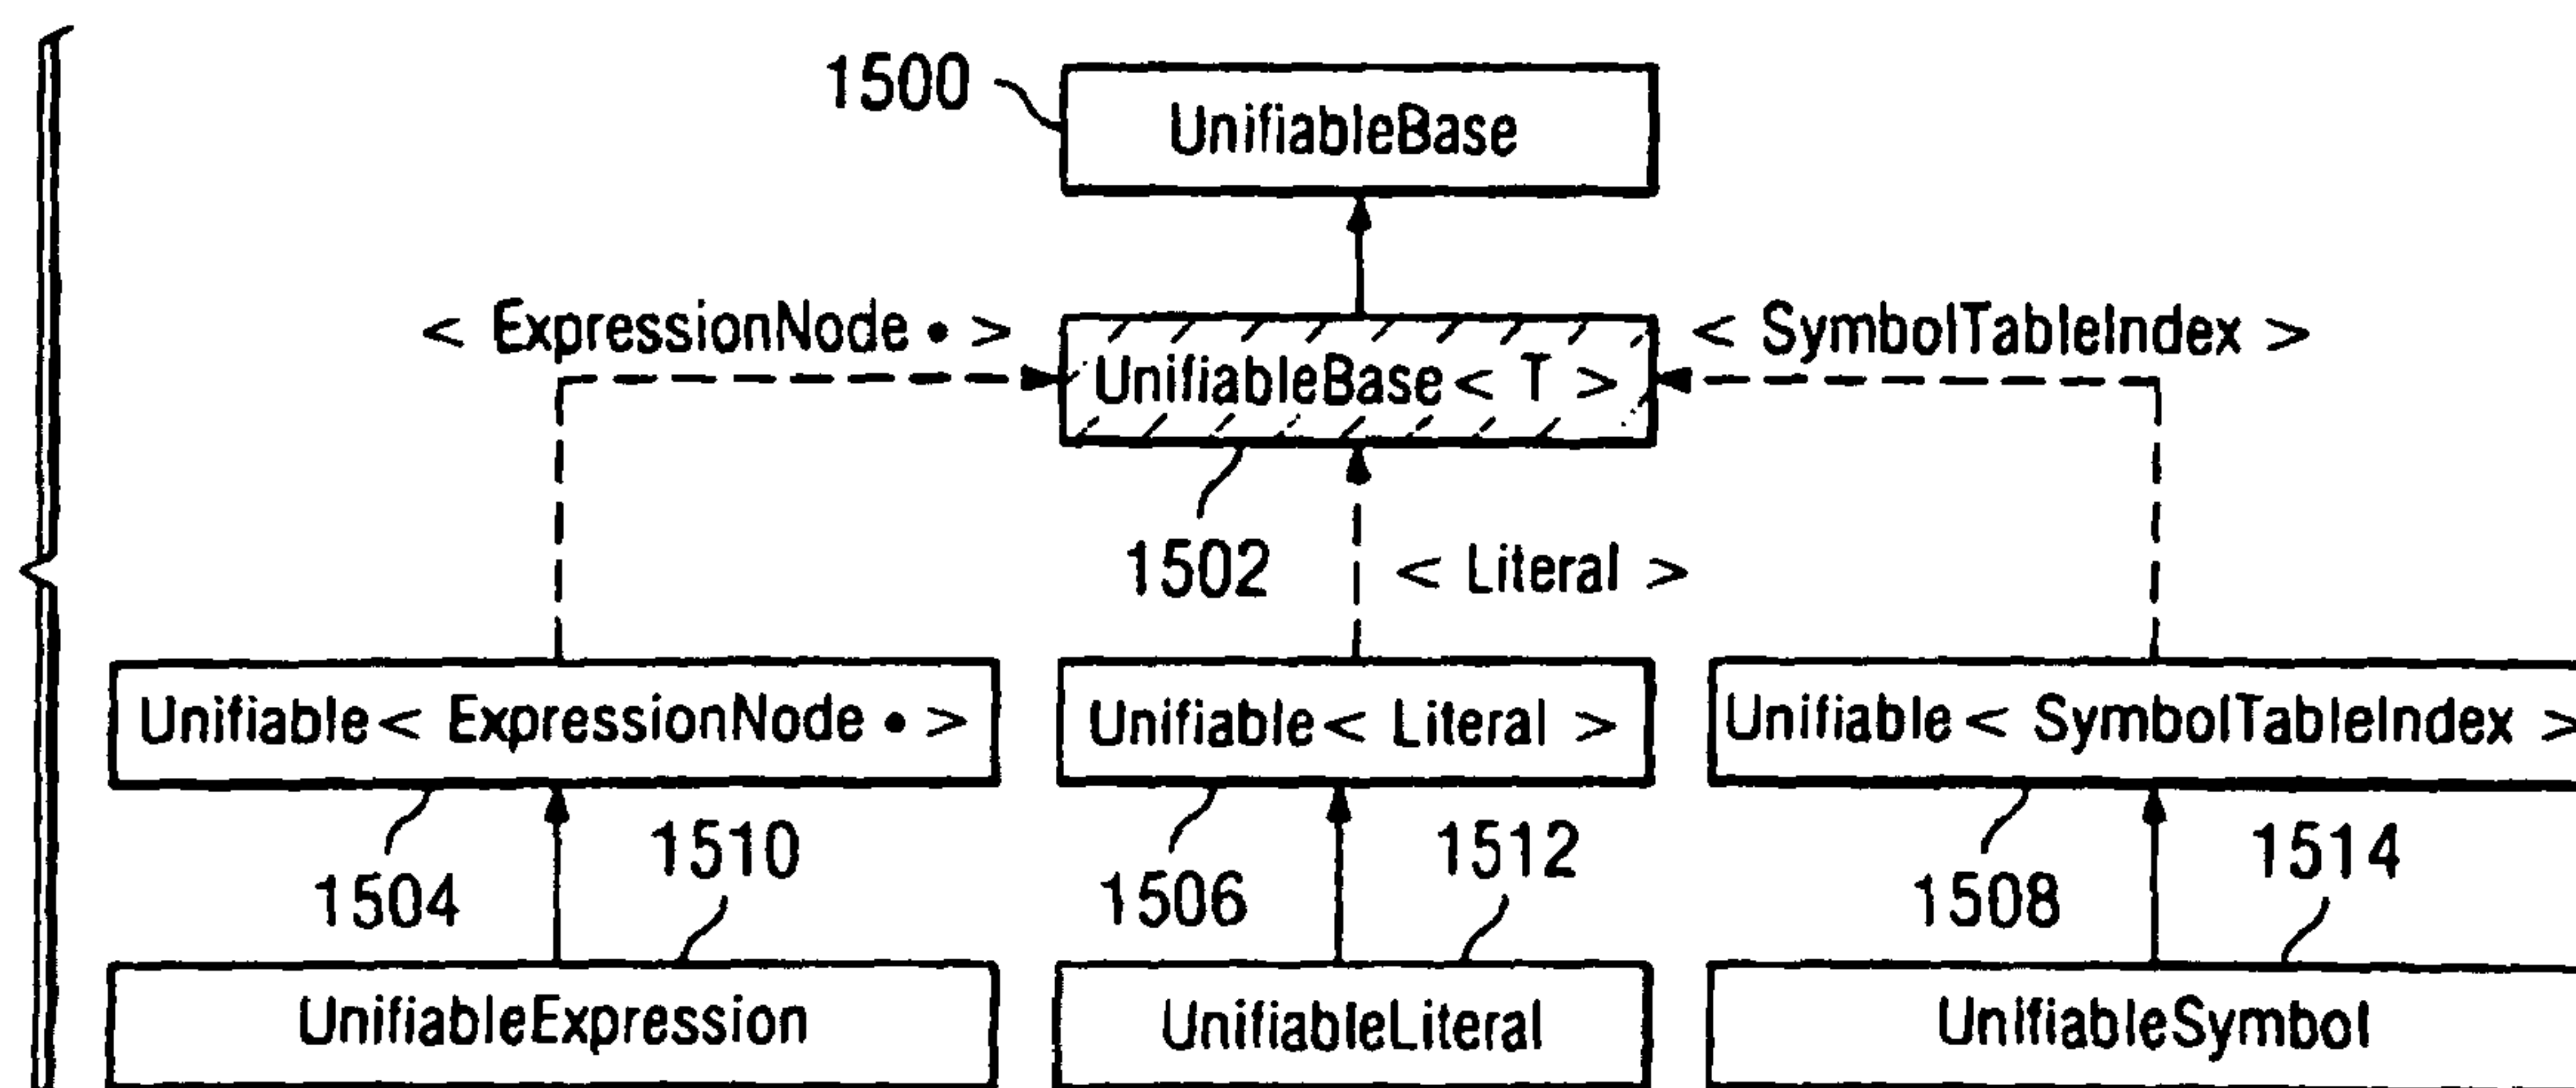 1500
UnifiableBase
< ExpressionNode • >
< SymbolTableIndex >
UnifiableBase< T >
1502
< Literal >
Unifiable< ExpressionNode • >
Unifiable< Literal >
Unifiable< SymbolTableIndex >
1504
1510
1506
1512
1508
1514
UnifiableExpression
UnifiableLiteral
UnifiableSymbol